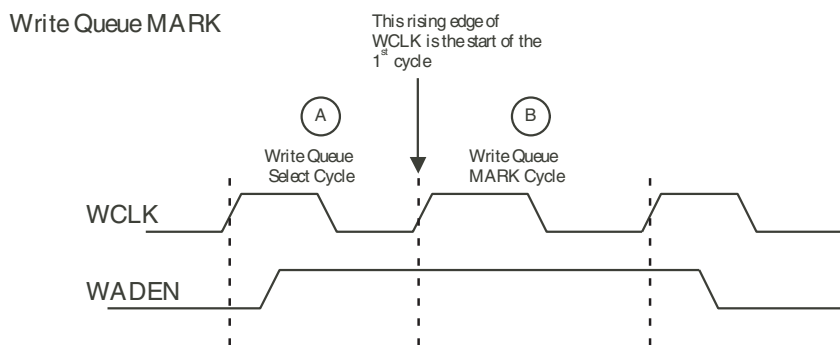 Write Queue MARK
This rising edge of
WCLK is the start of the
1st cycle
A
B
Write Queue
Select Cycle
Write Queue
MARK Cycle
WCLK
WADEN